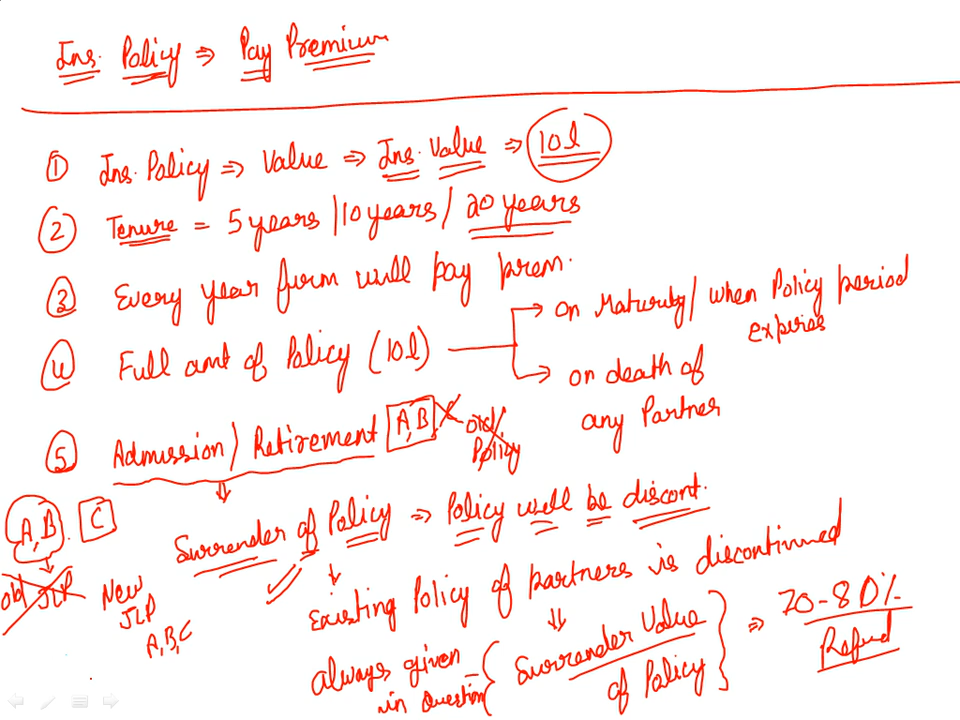 Ins. Policy ⇒ Pay Premium
① Ins. Policy ⇒ Value ⇒ Ins. Value ⇒ 10l
② Tenure = 5 years / 10 years / 20 years
③ Every year firm will pay prem.
④ Full amt of Policy (10l)
→ on Maturity / when Policy period
expires
→ on death of
any Partner
⑤ Admission / Retirement A, B, C
old
Policy
A, B C
Surrender of Policy ⇒ Policy will be discont.
Old JLP
New
JLP
A, B, C
Existing Policy of partners is discontinued
always given
in Question
Surrender Value
of Policy
⇒ 70-80%
Refud